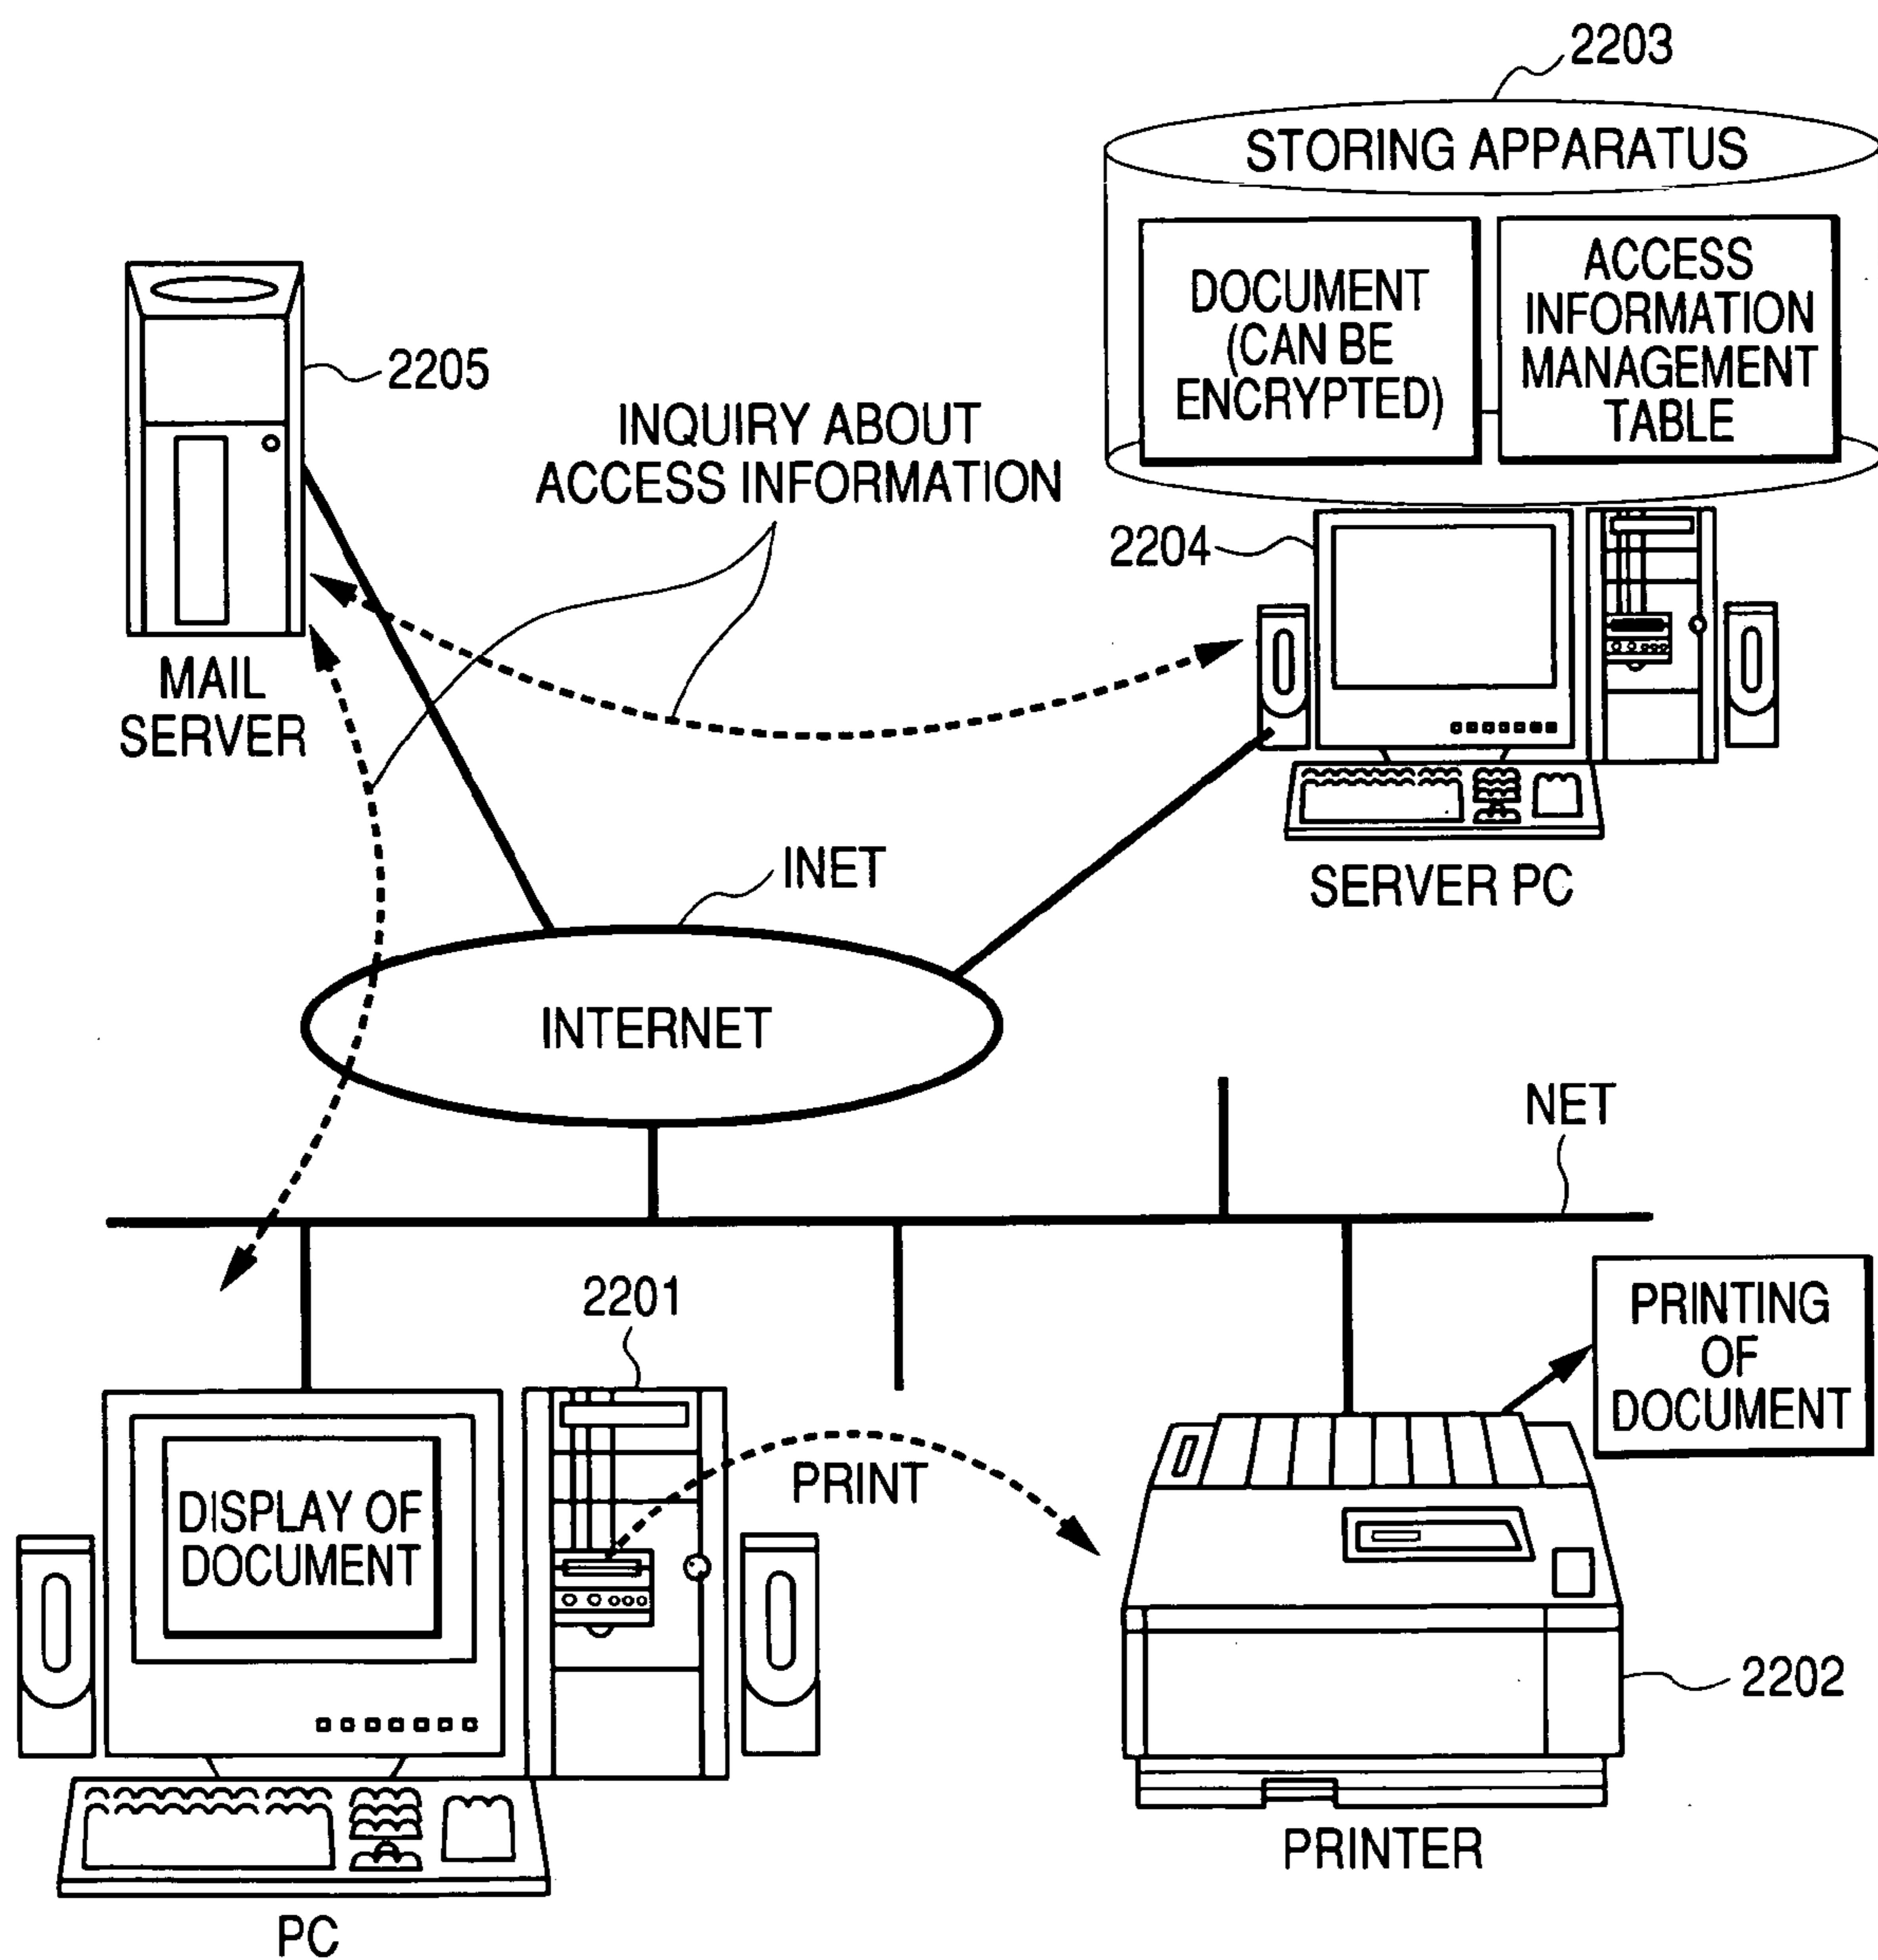 2203
STORING APPARATUS
DOCUMENT
(CAN BE
ENCRYPTED)
ACCESS
INFORMATION
MANAGEMENT
TABLE
2205
INQUIRY ABOUT
ACCESS INFORMATION
2204
MAIL
SERVER
SERVER PC
INET
INTERNET
NET
2201
PRINTING
OF
DOCUMENT
DISPLAY OF
DOCUMENT
PRINT
2202
PRINTER
PC